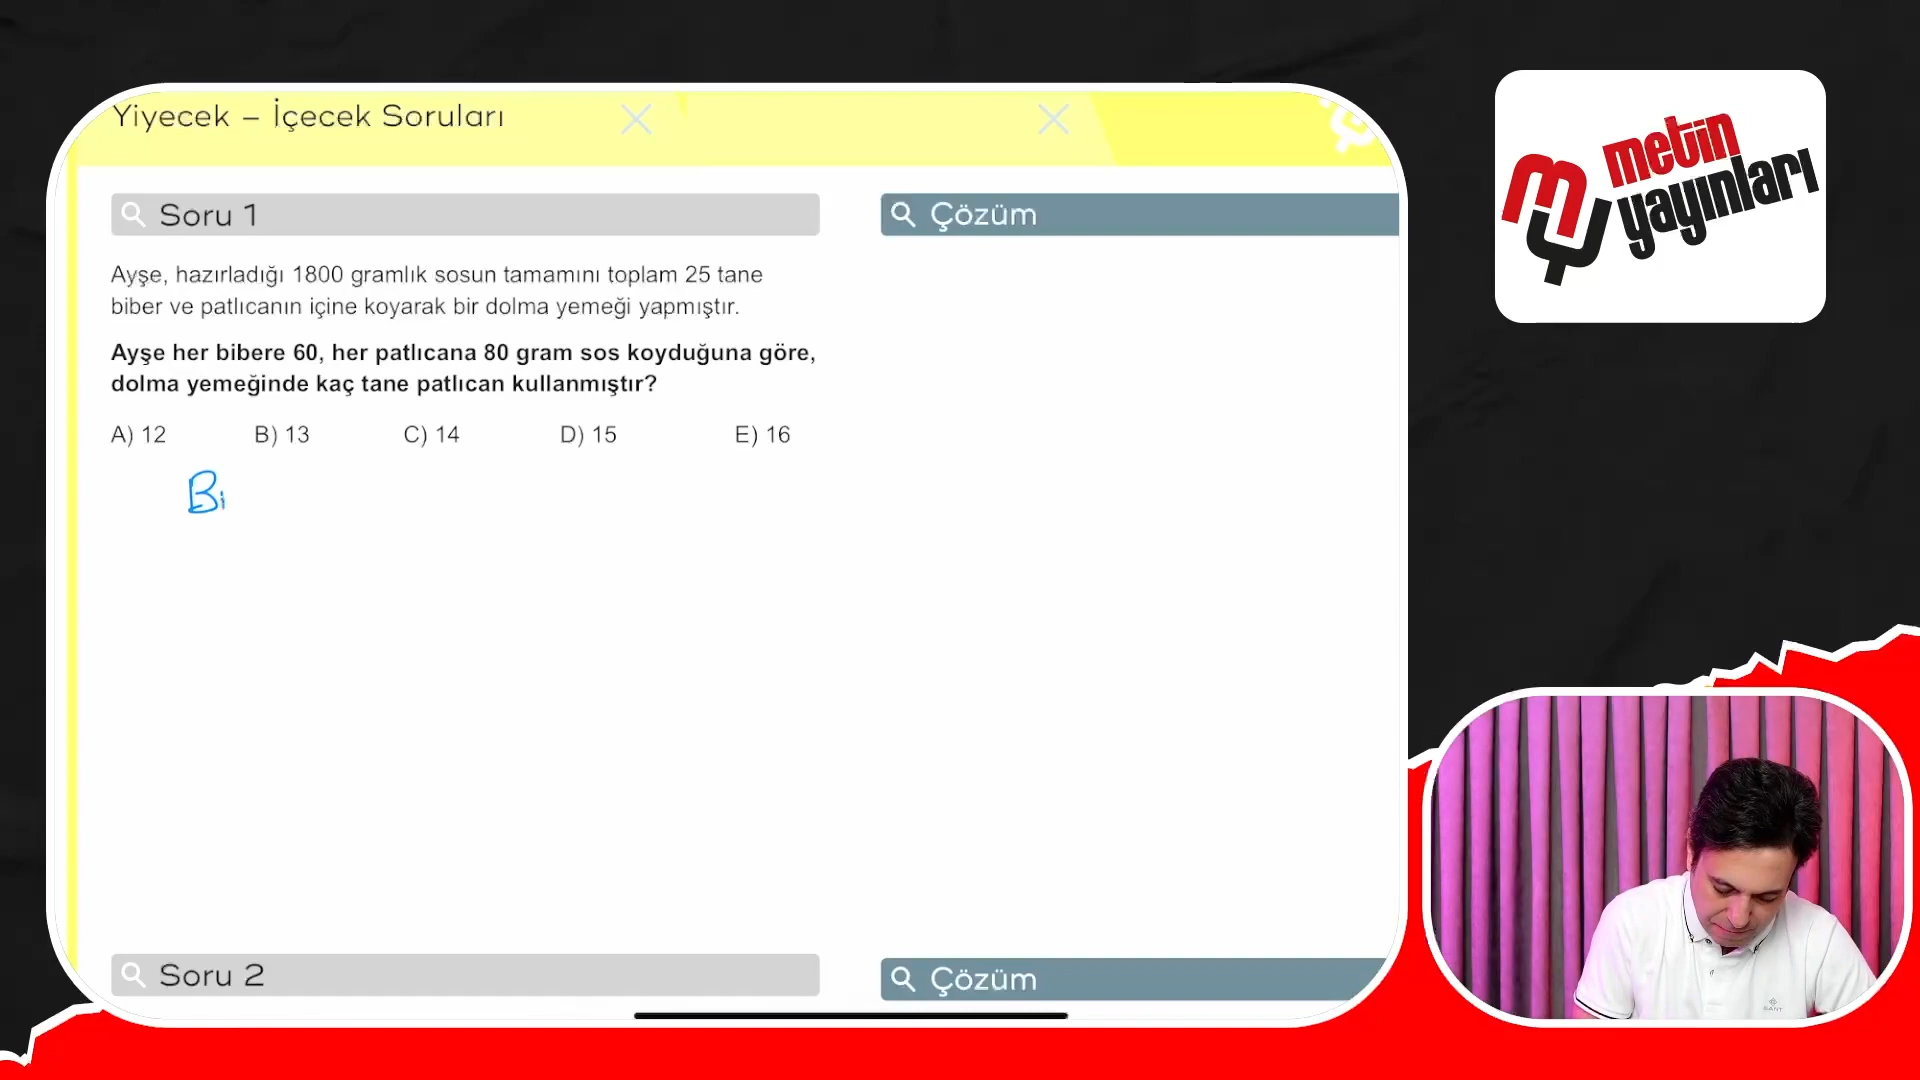 Yiyecek – İçecek Soruları
Soru 1
Ayşe, hazırladığı 1800 gramlık sosun tamamını toplam 25 tane
biber ve patlıcanın içine koyarak bir dolma yemeği yapmıştır.
Ayşe her bibere 60, her patlıcana 80 gram sos koyduğuna göre,
dolma yemeğinde kaç tane patlıcan kullanmıştır?
A) 12 B) 13 C) 14 D) 15 E) 16
Bi
Soru 2
Çözüm
Çözüm
metin
yayınları
SANT